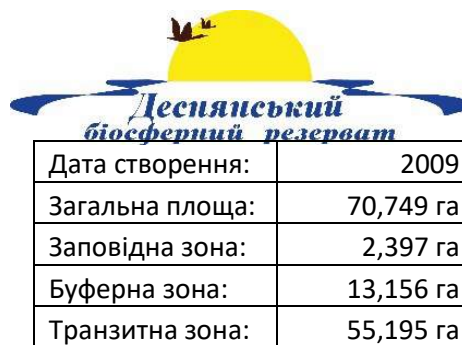 Деснянський
біосферний резерват
Дата створення: 2009
Загальна площа: 70,749 га
Заповідна зона: 2,397 га
Буферна зона: 13,156 га
Транзитна зона: 55,195 га